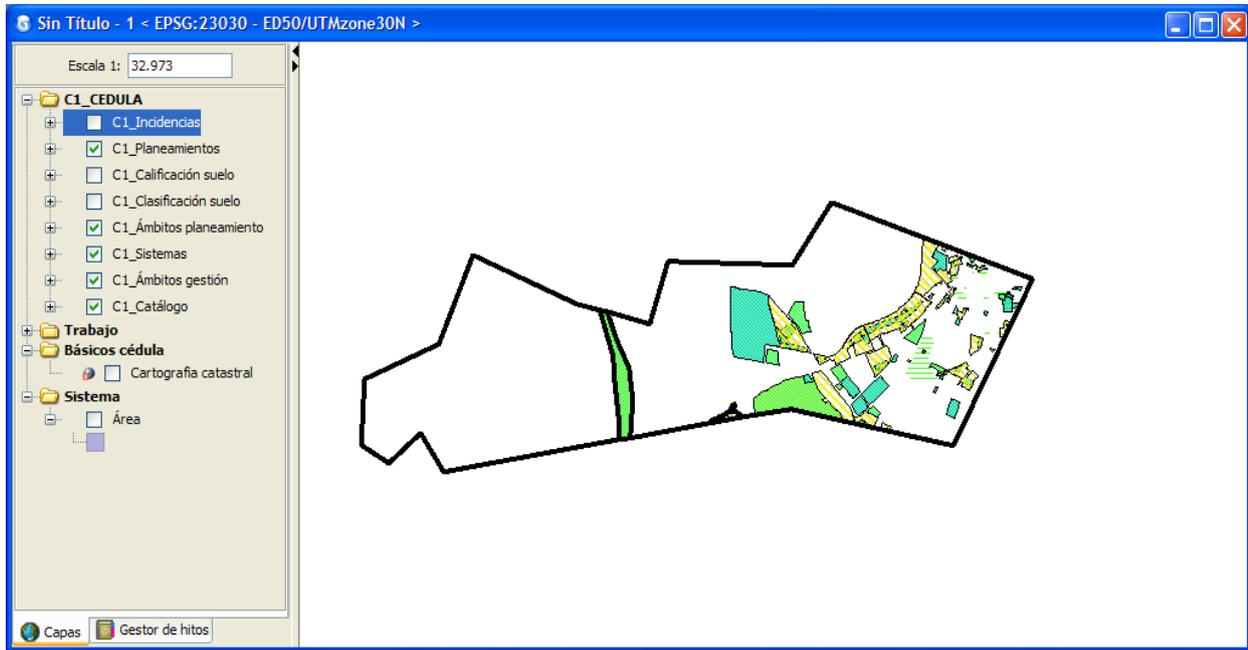 Sin Título - 1 < EPSG:23030 - ED50/UTMzone30N >
Escala 1: 32.973
C1_CEDULA
C1_Incidencias
C1_Planeamientos
C1_Calificación suelo
C1_Clasificación suelo
C1_Ámbitos planeamiento
C1_Sistemas
C1_Ámbitos gestión
C1_Catálogo
Trabajo
Básicos cédula
Cartografia catastral
Sistema
Área
Capas
Gestor de hitos